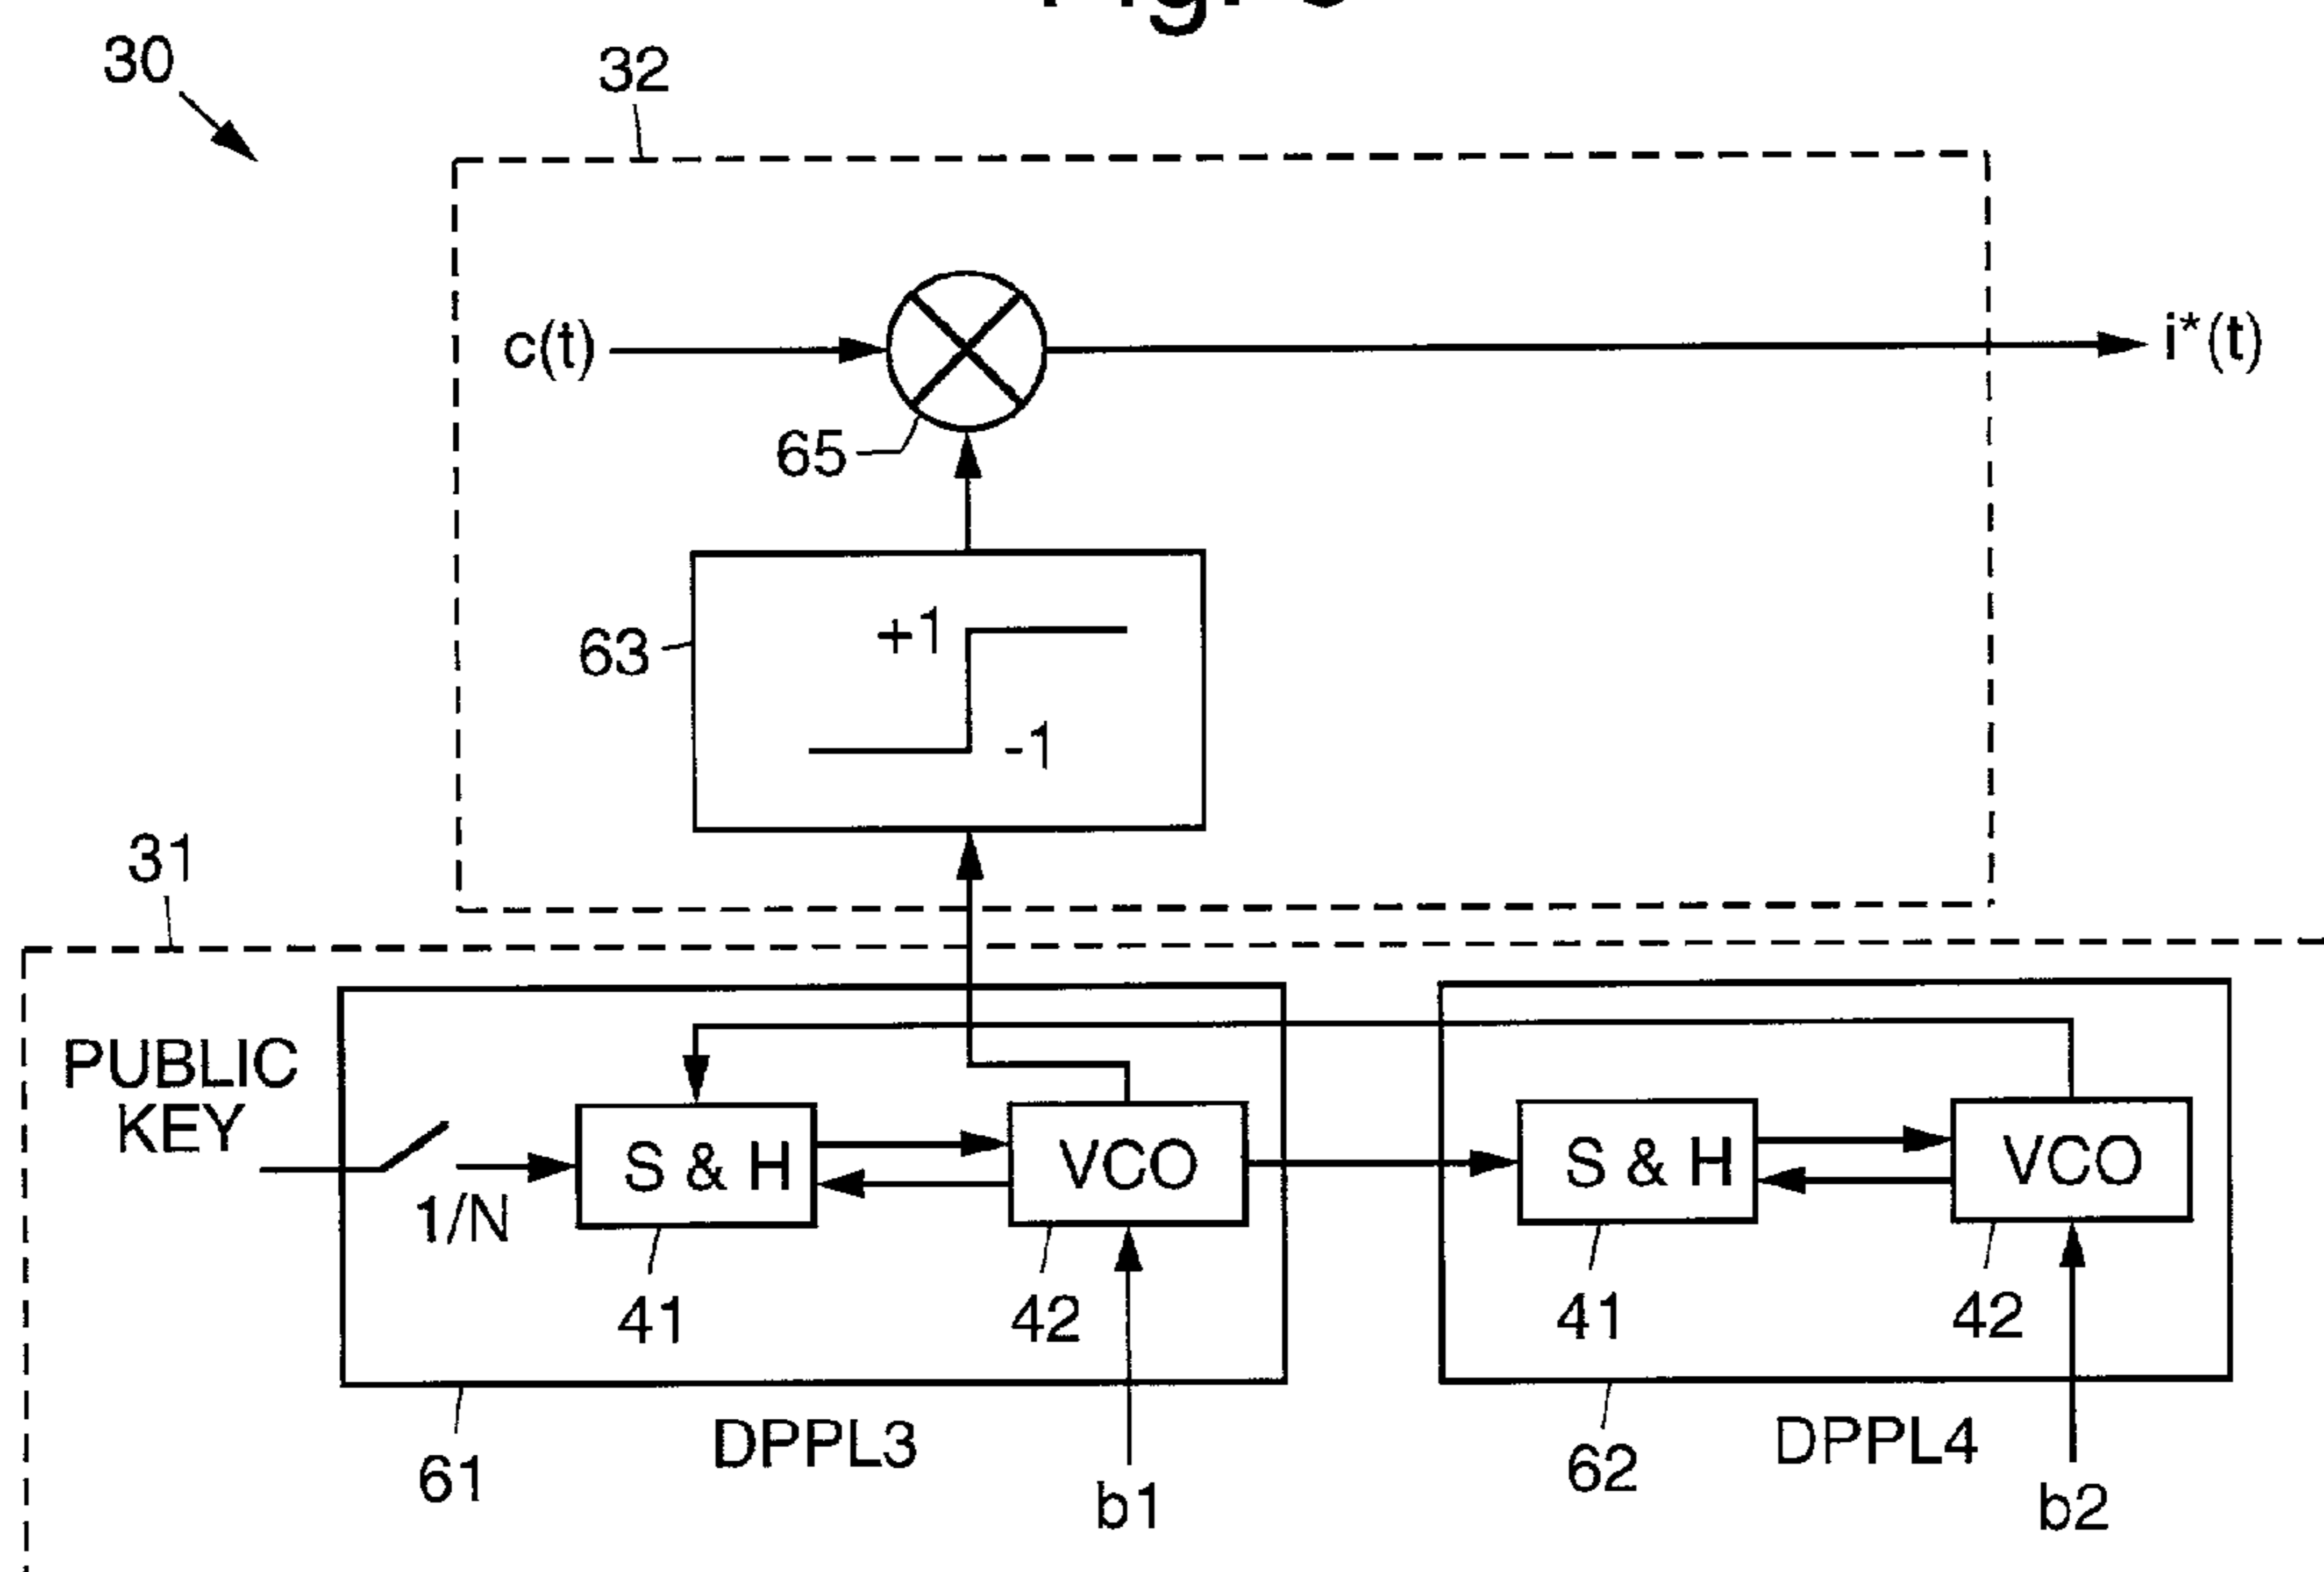 30
32
c(t)
i*(t)
65
+1
63
-1
31
PUBLIC
KEY
1/N
S & H
VCO
S & H
VCO
41
42
41
42
61
DPPL3
b1
62
DPPL4
b2